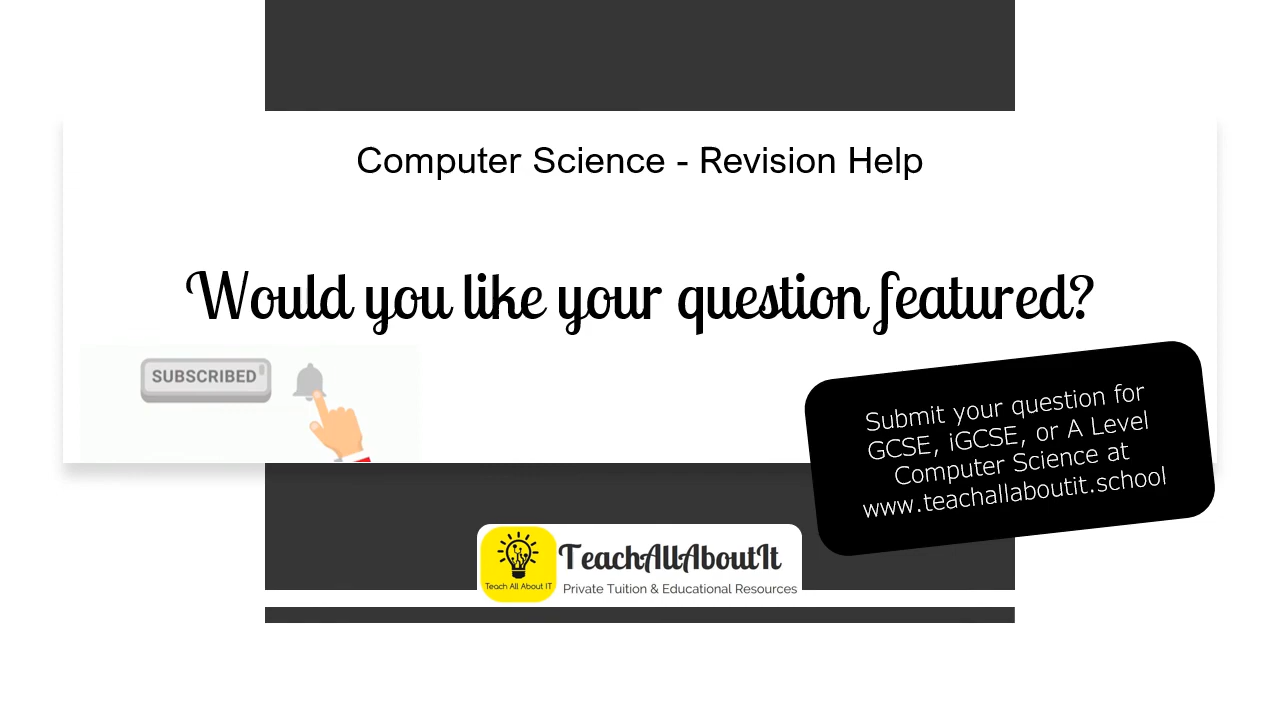 Computer Science - Revision Help
Would you like your question featured?
SUBSCRIBED
Submit your question for
GCSE, iGCSE, or A Level
Computer Science at
www.teachallaboutit.school
TeachAllAboutIt
Teach All About IT
Private Tuition & Educational Resources